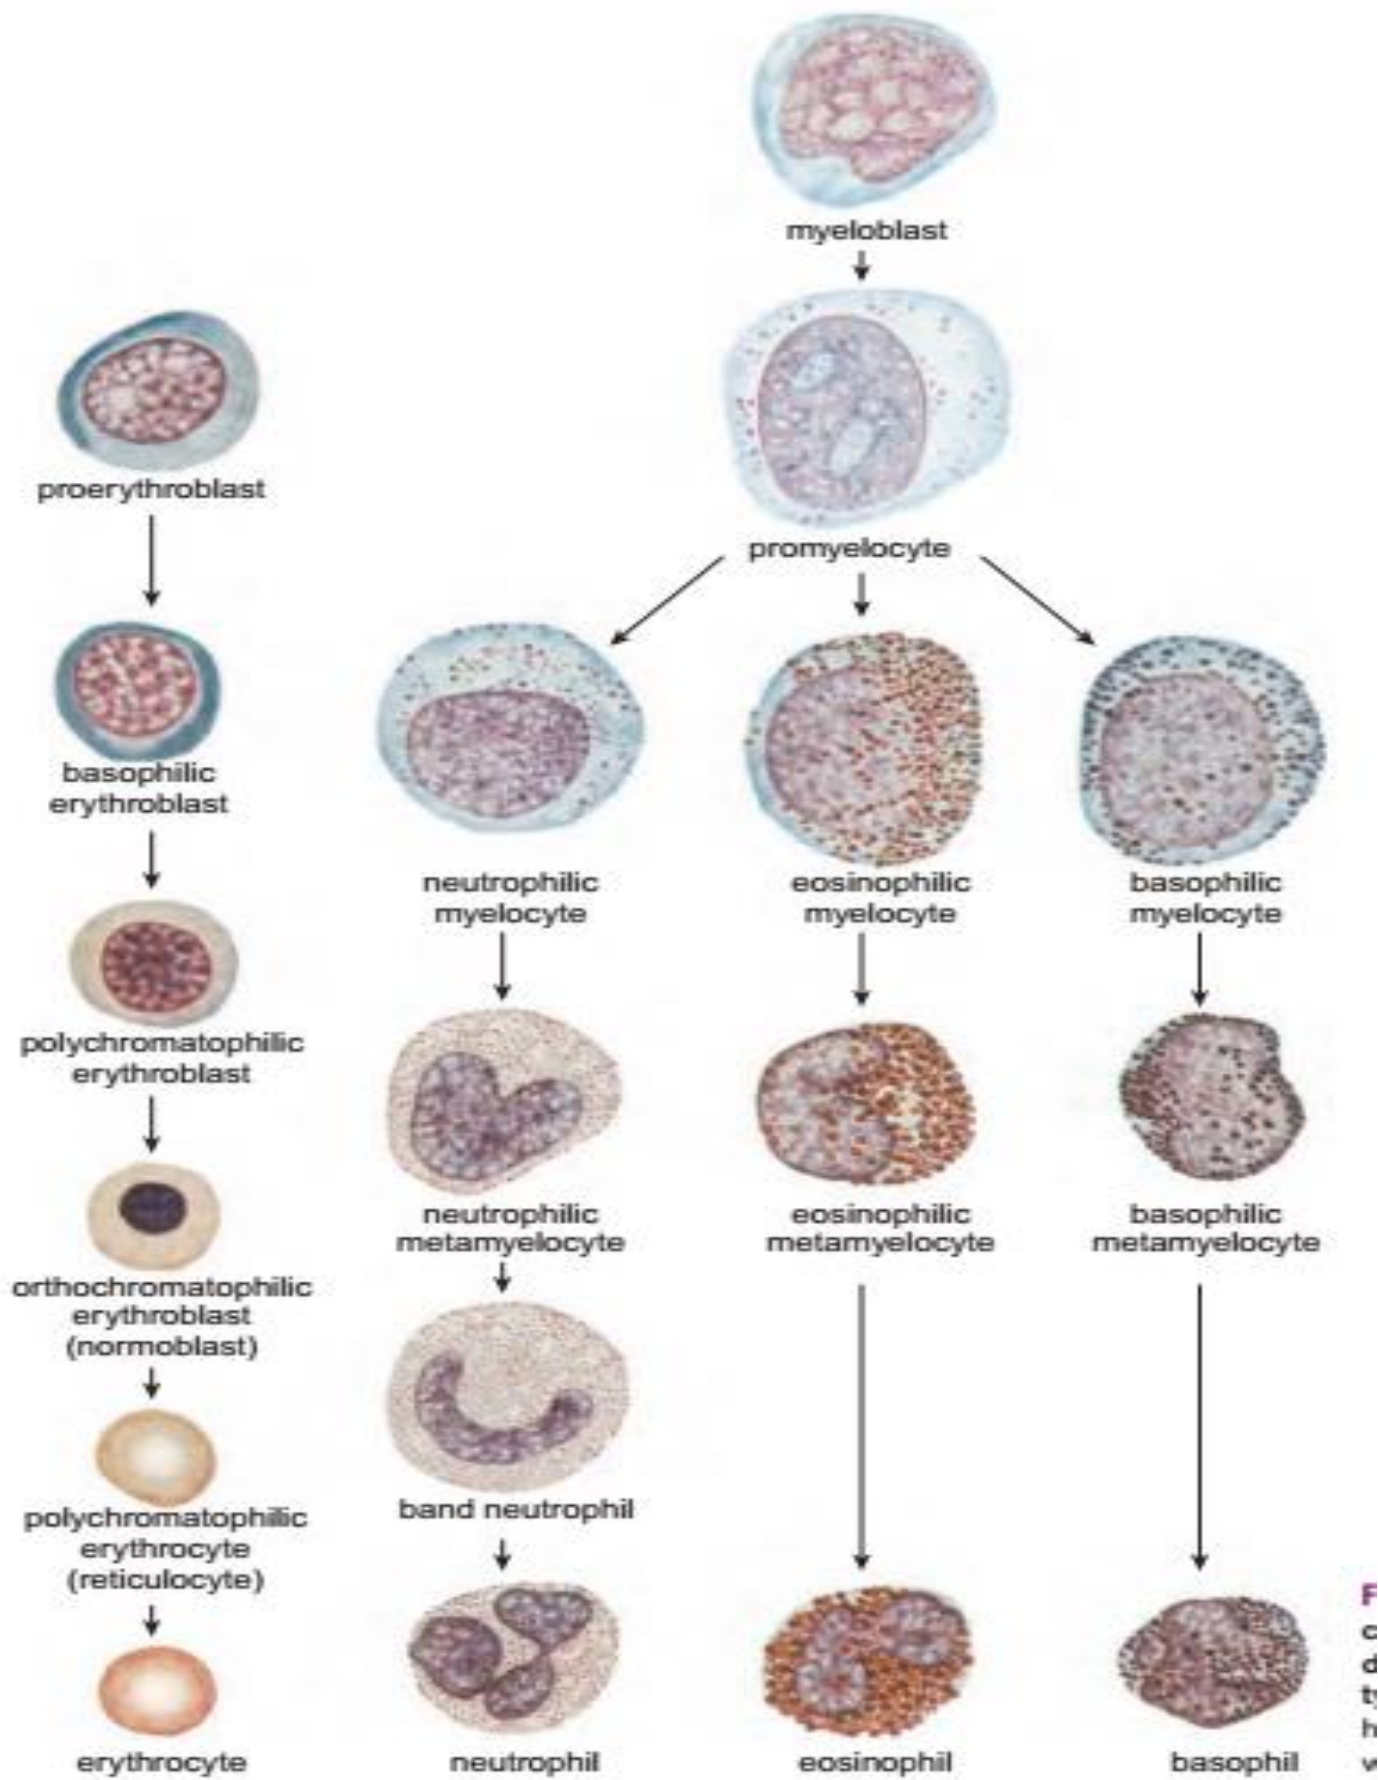 myeloblast
promyelocyte
proerythroblast
basophilic
erythroblast
polychromatophilic
erythroblast
orthochromatophilic
erythroblast
(normoblast)
polychromatophilic
erythrocyte
(reticulocyte)
erythrocyte
neutrophilic
myelocyte
neutrophilic
metamyelocyte
band neutrophil
neutrophil
eosinophilic
myelocyte
eosinophilic
metamyelocyte
eosinophil
basophilic
myelocyte
basophilic
metamyelocyte
basophil